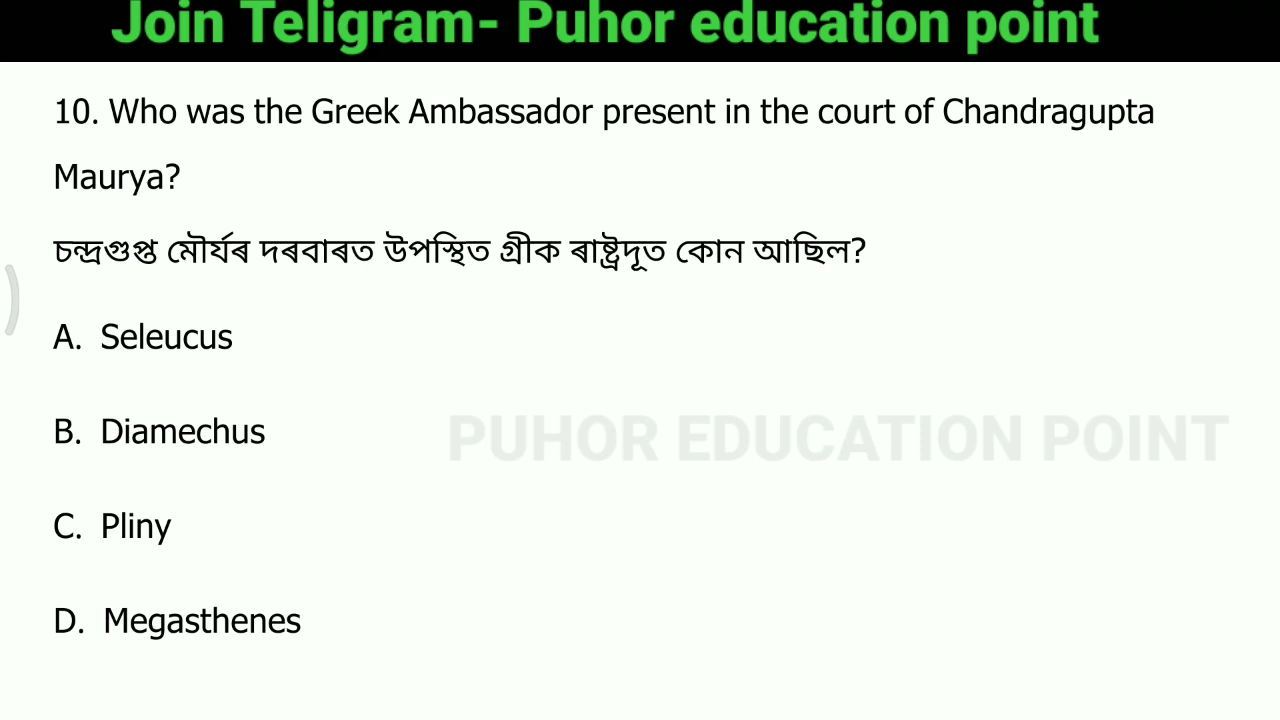 Join Teligram- Puhor education point
10. Who was the Greek Ambassador present in the court of Chandragupta
Maurya?
চন্দ্ৰগুপ্ত মৌৰ্যৰ দৰবাৰত উপস্থিত গ্ৰীক ৰাষ্ট্ৰদূত কোন আছিল?
A. Seleucus
B. Diamechus
PUHOR EDUCATION POINT
C. Pliny
D. Megasthenes